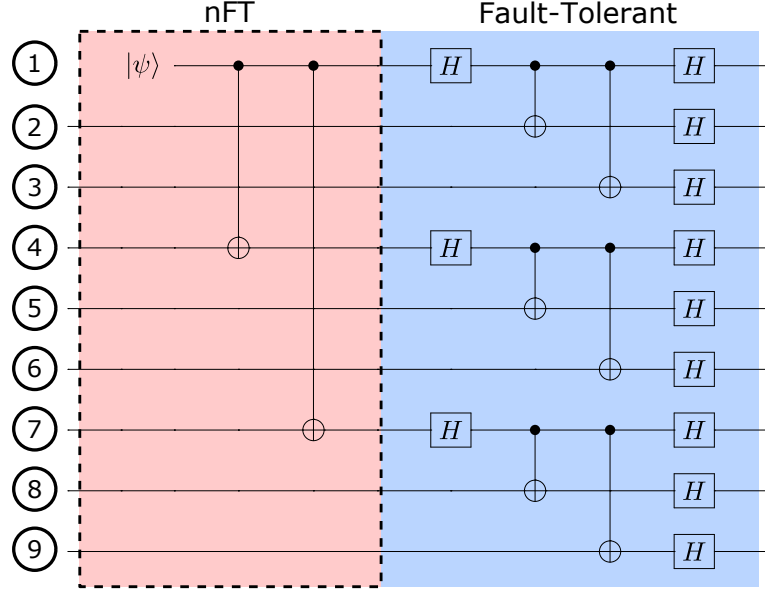 nFT Fault-Tolerant
1 |ψ⟩ H H
2 H
3 H
4 H H
5 H
6 H
7 H H
8 H
9 H